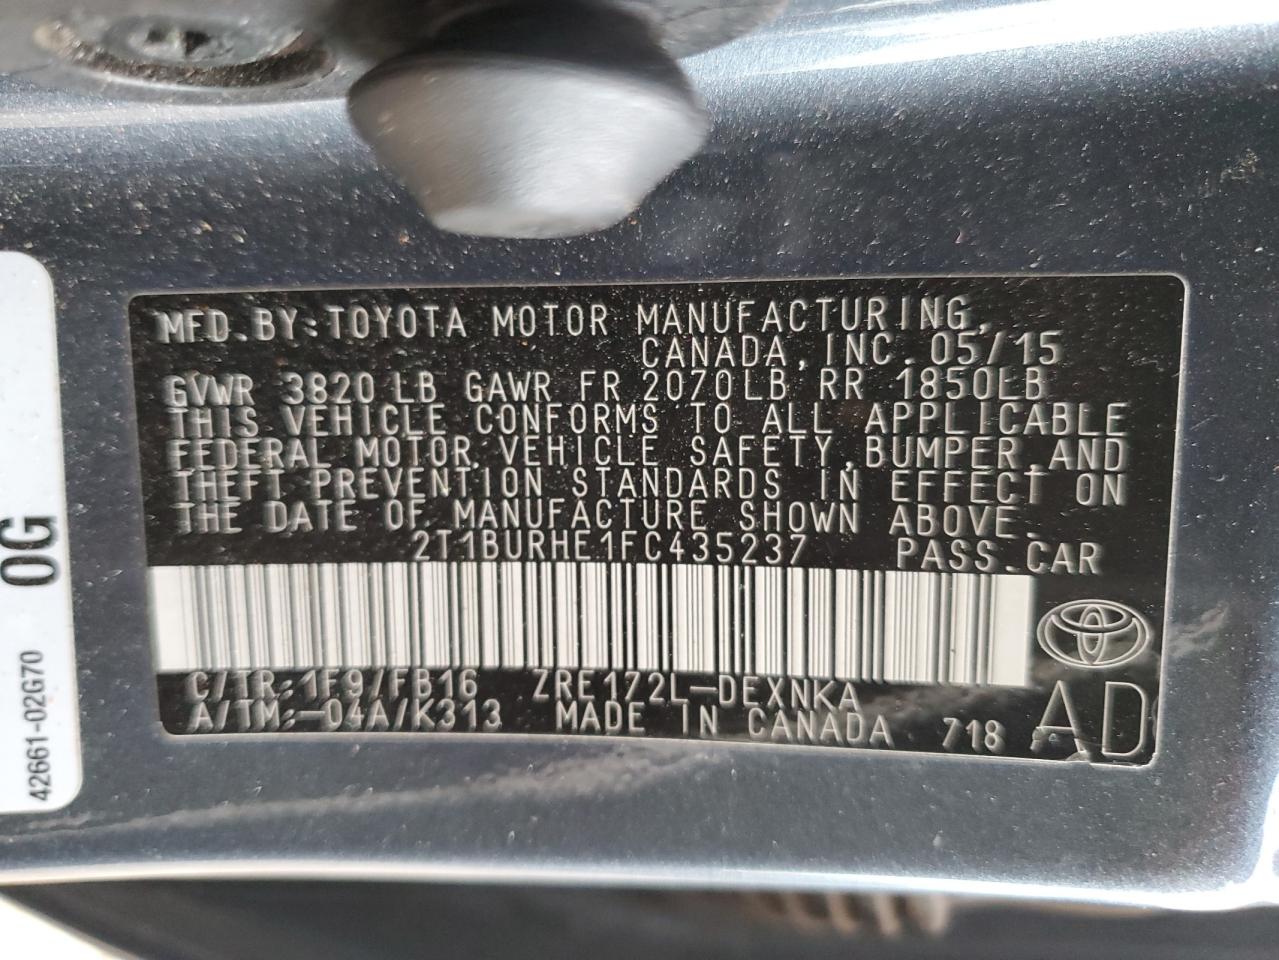 MFD.BY:TOYOTA MOTOR MANUFACTURING,
CANADA,INC.05/15
GVWR 3820LB GAWR FR 2070LB RR 1850LB
THIS VEHICLE CONFORMS TO ALL APPLICABLE
FEDERAL MOTOR VEHICLE SAFETY,BUMPER,AND
THEFT PREVENTION STANDARDS IN EFFECT ON
THE DATE OF MANUFACTURE SHOWN ABOVE.
2T1BURHE1FC435237 PASS.CAR
C/TR:1F9/FB16 ZRE172L-DEXNKA
A/TM:-04A/K313 MADE IN CANADA 718 AD
0G
42661-02G70